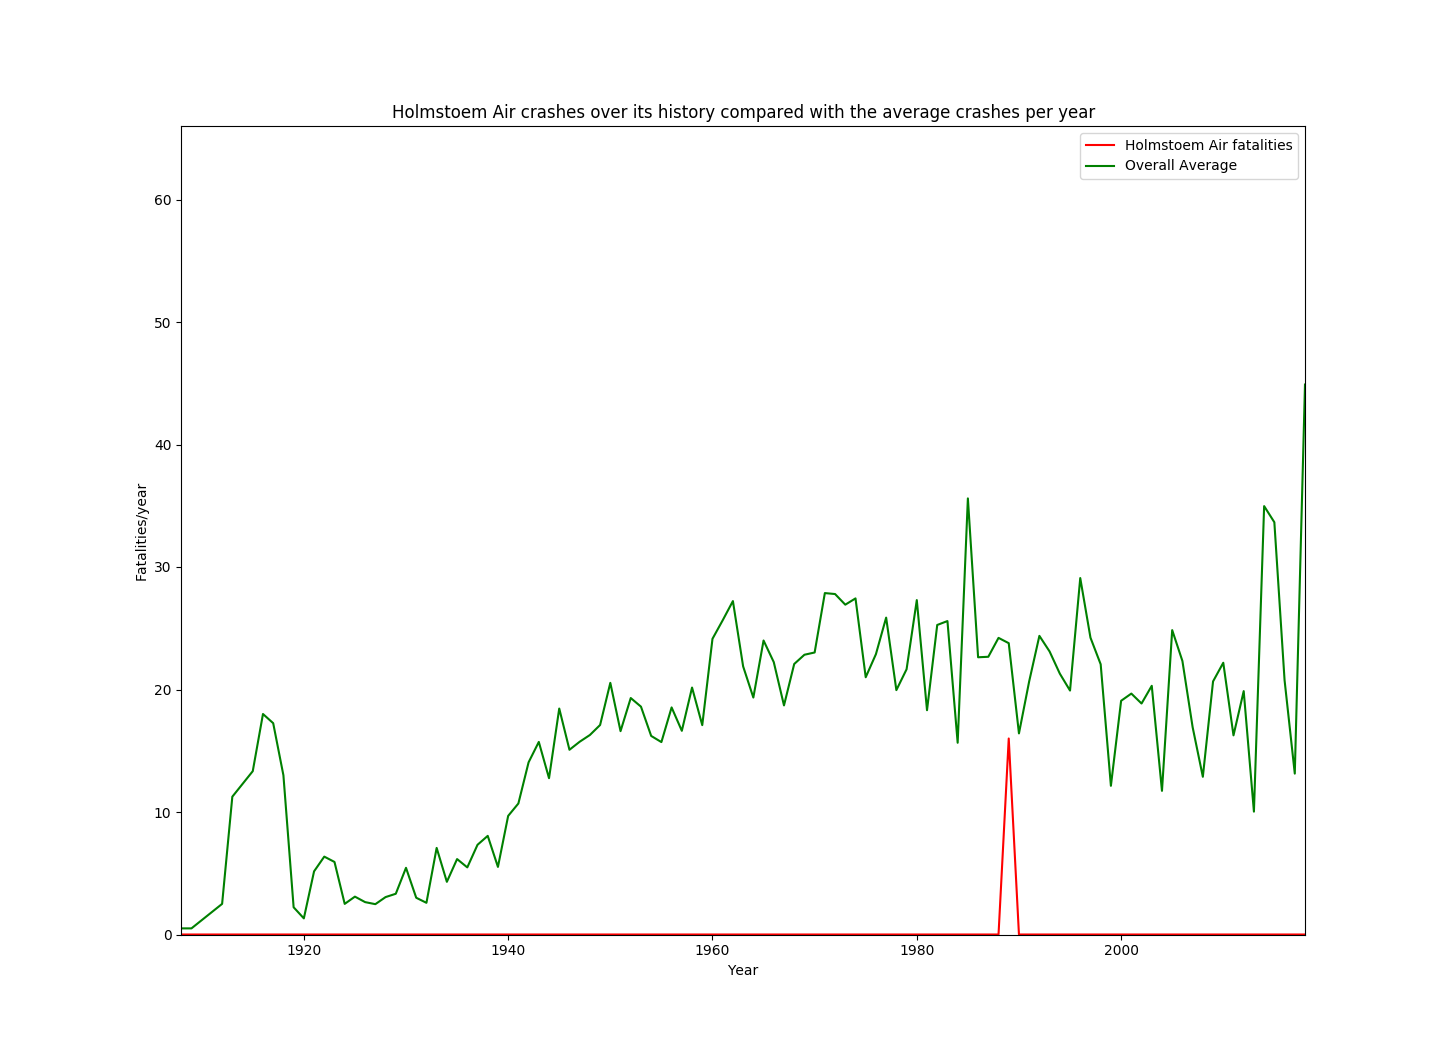 Holmstoem Air crashes over its history compared with the average crashes per year
Holmstoem Air fatalities
Overall Average
60
50
40
30
20
10
0
Fatalities/year
1920 1940 1960 1980 2000
Year